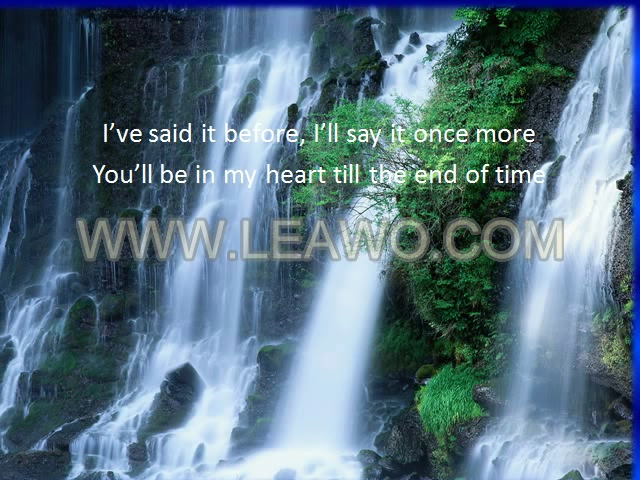 I’ve said it before, I’ll say it once more
You’ll be in my heart till the end of time
WWW.LEAWO.COM